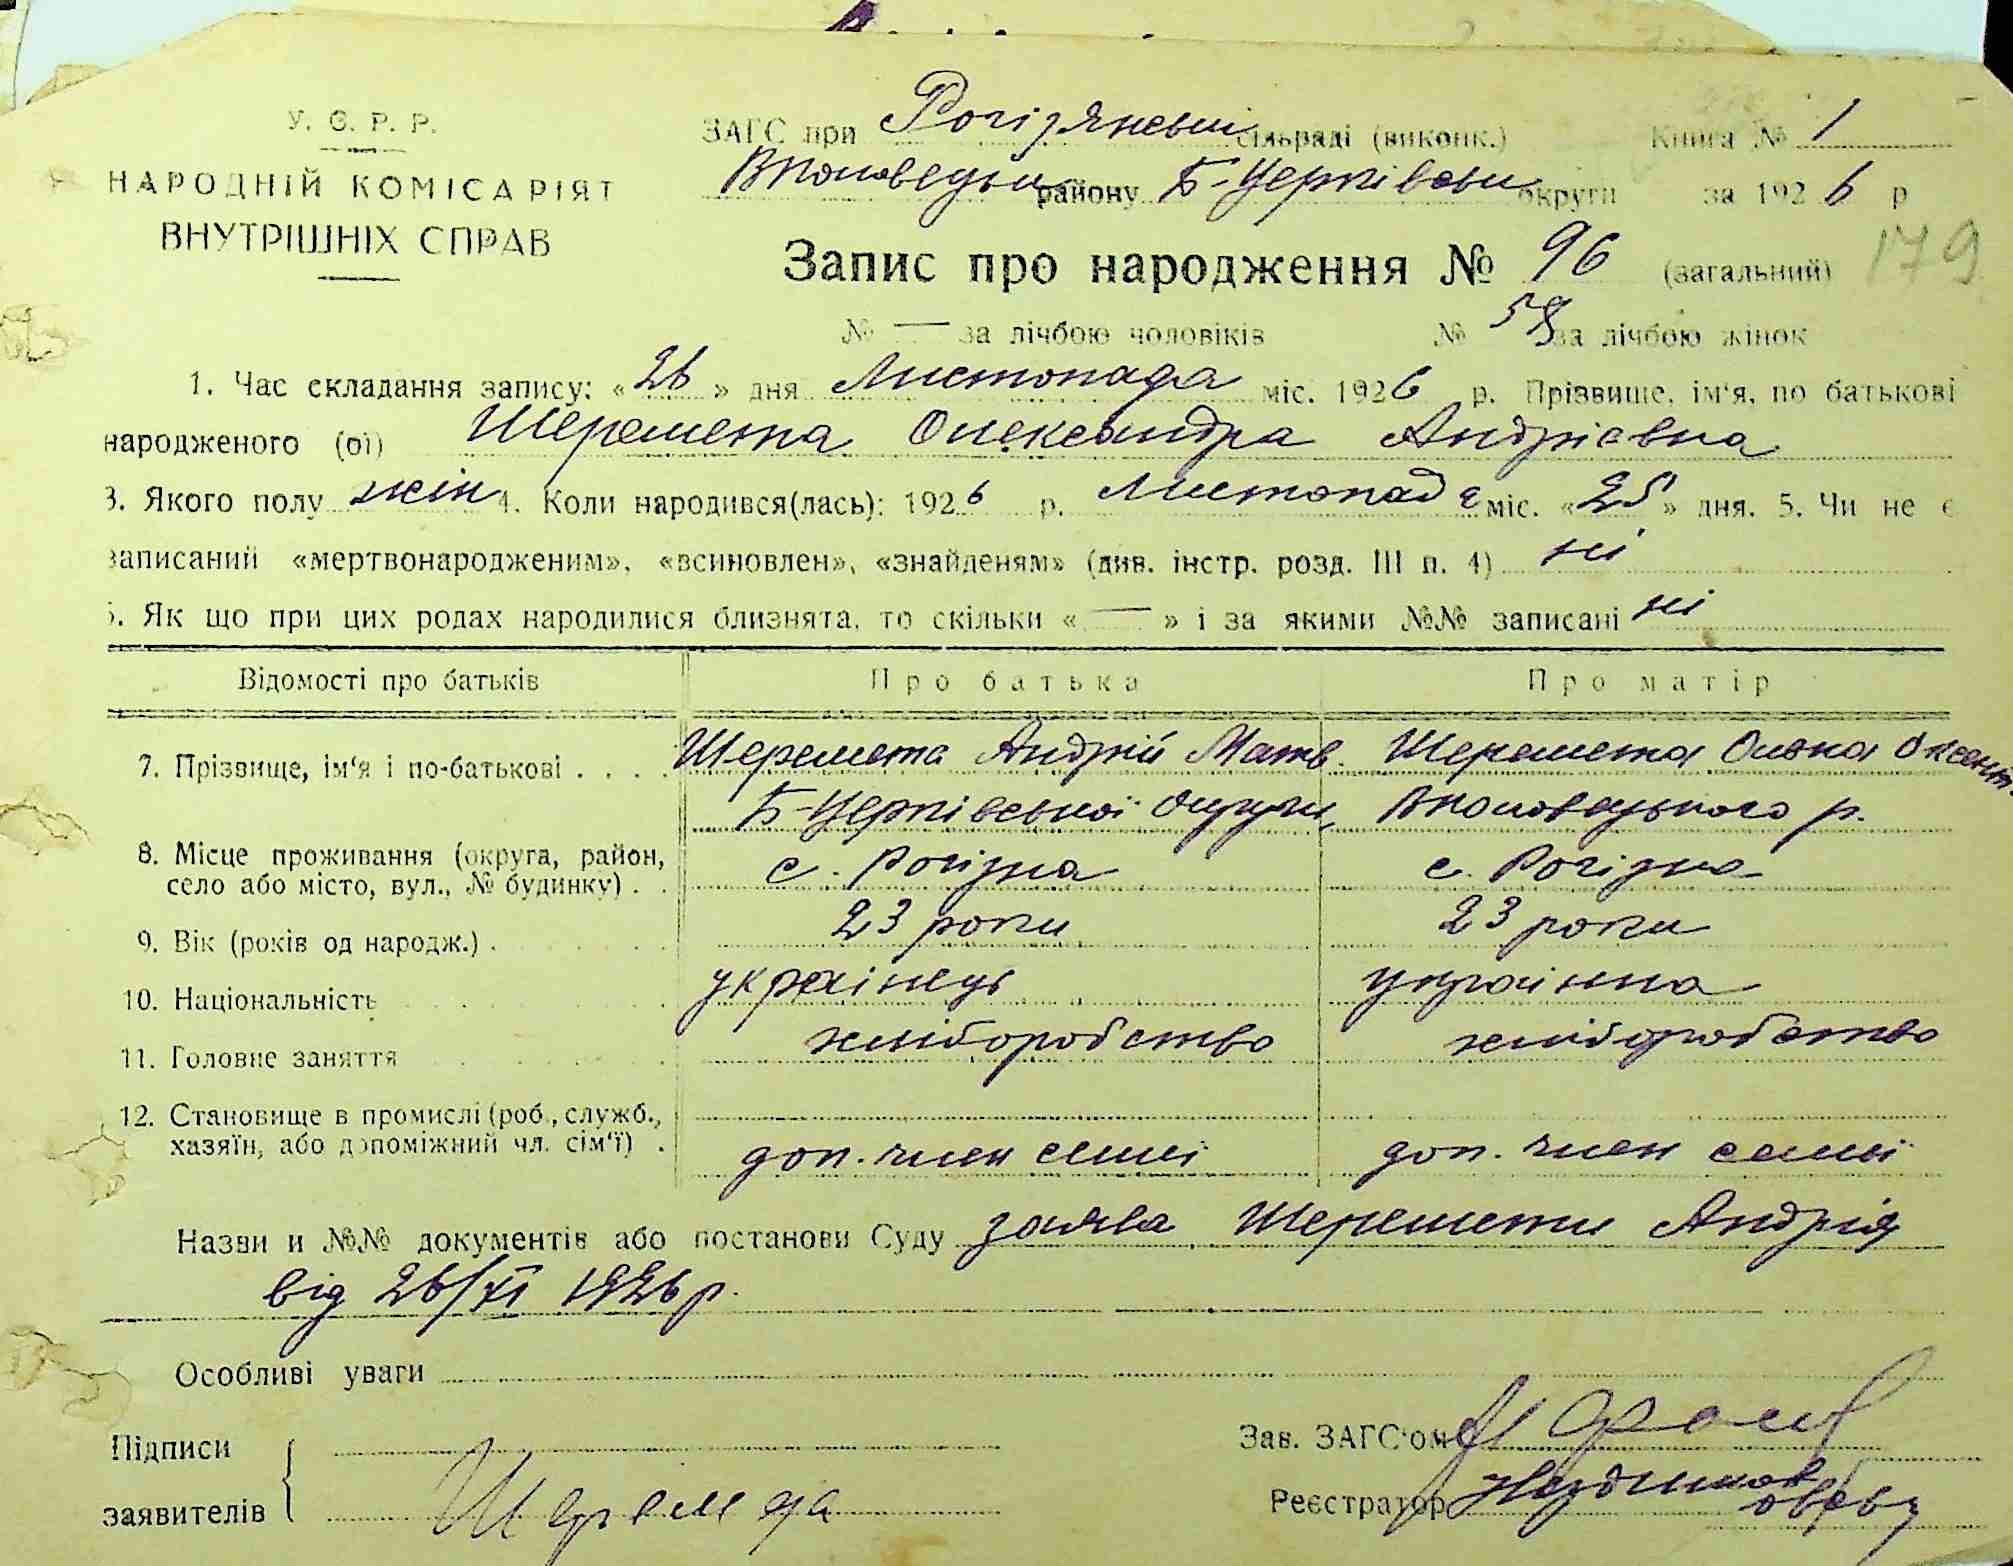 У. С. Р. Р.
НАРОДНІЙ КОМІСАРІЯТ
ВНУТРІШНІХ СПРАВ
ЗАГС при Рогізянській сільраді (виконк.) Книга № 1
району Б-Церківськ округи за 1926 р
Запис про народження № 96 (загальний) 179
№ — за лічбою чоловіків № 58 за лічбою жінок
1. Час складання запису: «26» дня Листопада міс. 1926 р. Прізвище, ім'я, по батькові
народженого (ої) Шеремета Олександра Андрієвна
3. Якого полу жін 4. Коли народився(лась): 1926 р. Листопада міс. «25» дня. 5. Чи не є
записаний «мертвонародженим», «всиновлен», «знайденям» (див. інстр. розд. III п. 4) ні
6. Як що при цих родах народилися близнята, то скільки «—» і за якими №№ записані ні
Відомості про батьків Про батька Про матір
7. Прізвище, ім'я і по-батькові . . . . Шеремета Андрій Матв. Шеремета Олена Оксент.
Б-Церківської Округи, р.
8. Місце проживання (округа, район, с. Рогізна с. Рогізна
село або місто, вул., № будинку) . .
9. Вік (років од народж.) . 23 роки 23 роки
10. Національність українець українка
11. Головне заняття хліборобство хліборобство
12. Становище в промислі (роб., служб.,
хазяїн, або допоміжний чл. сім'ї) . доп. член семії доп. член семьї
Назви и №№ документів або постанови Суду заява Шеремети Андрія
від 26/XI 1926 р.
Особливі уваги
Підписи
заявителів Шеремета
Зав. ЗАГС'ом
Реєстратор